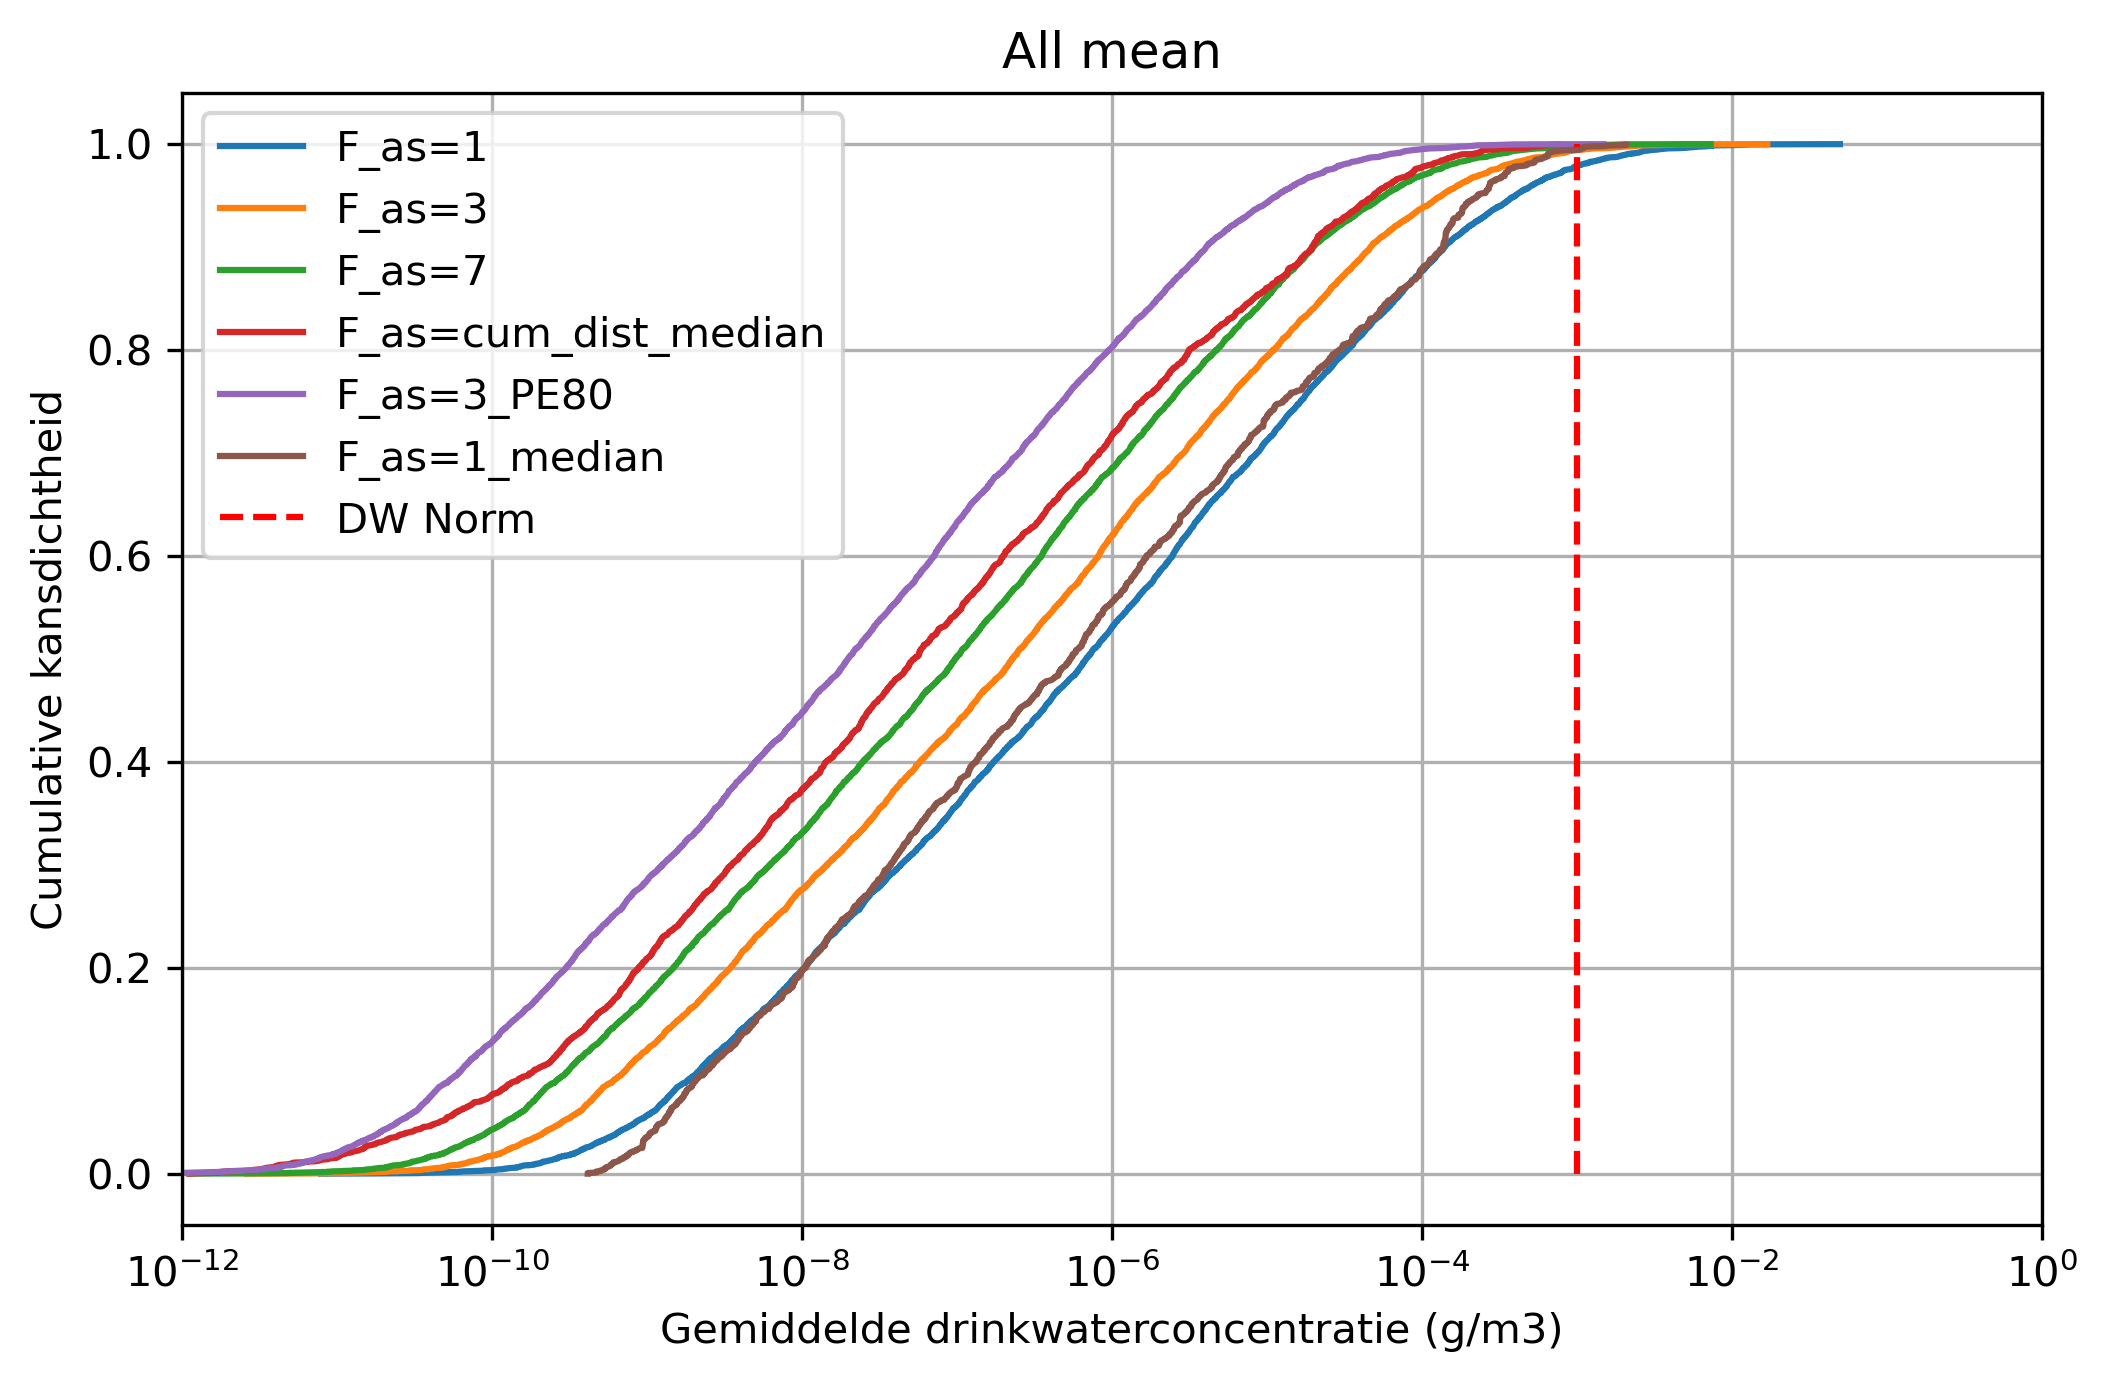 All mean
Cumulative kansdichtheid
1.0
0.8
0.6
0.4
0.2
0.0
F_as=1
F_as=3
F_as=7
F_as=cum_dist_median
F_as=3_PE80
F_as=1_median
DW Norm
10⁻¹² 10⁻¹⁰ 10⁻⁸ 10⁻⁶ 10⁻⁴ 10⁻² 10⁰
Gemiddelde drinkwaterconcentratie (g/m3)